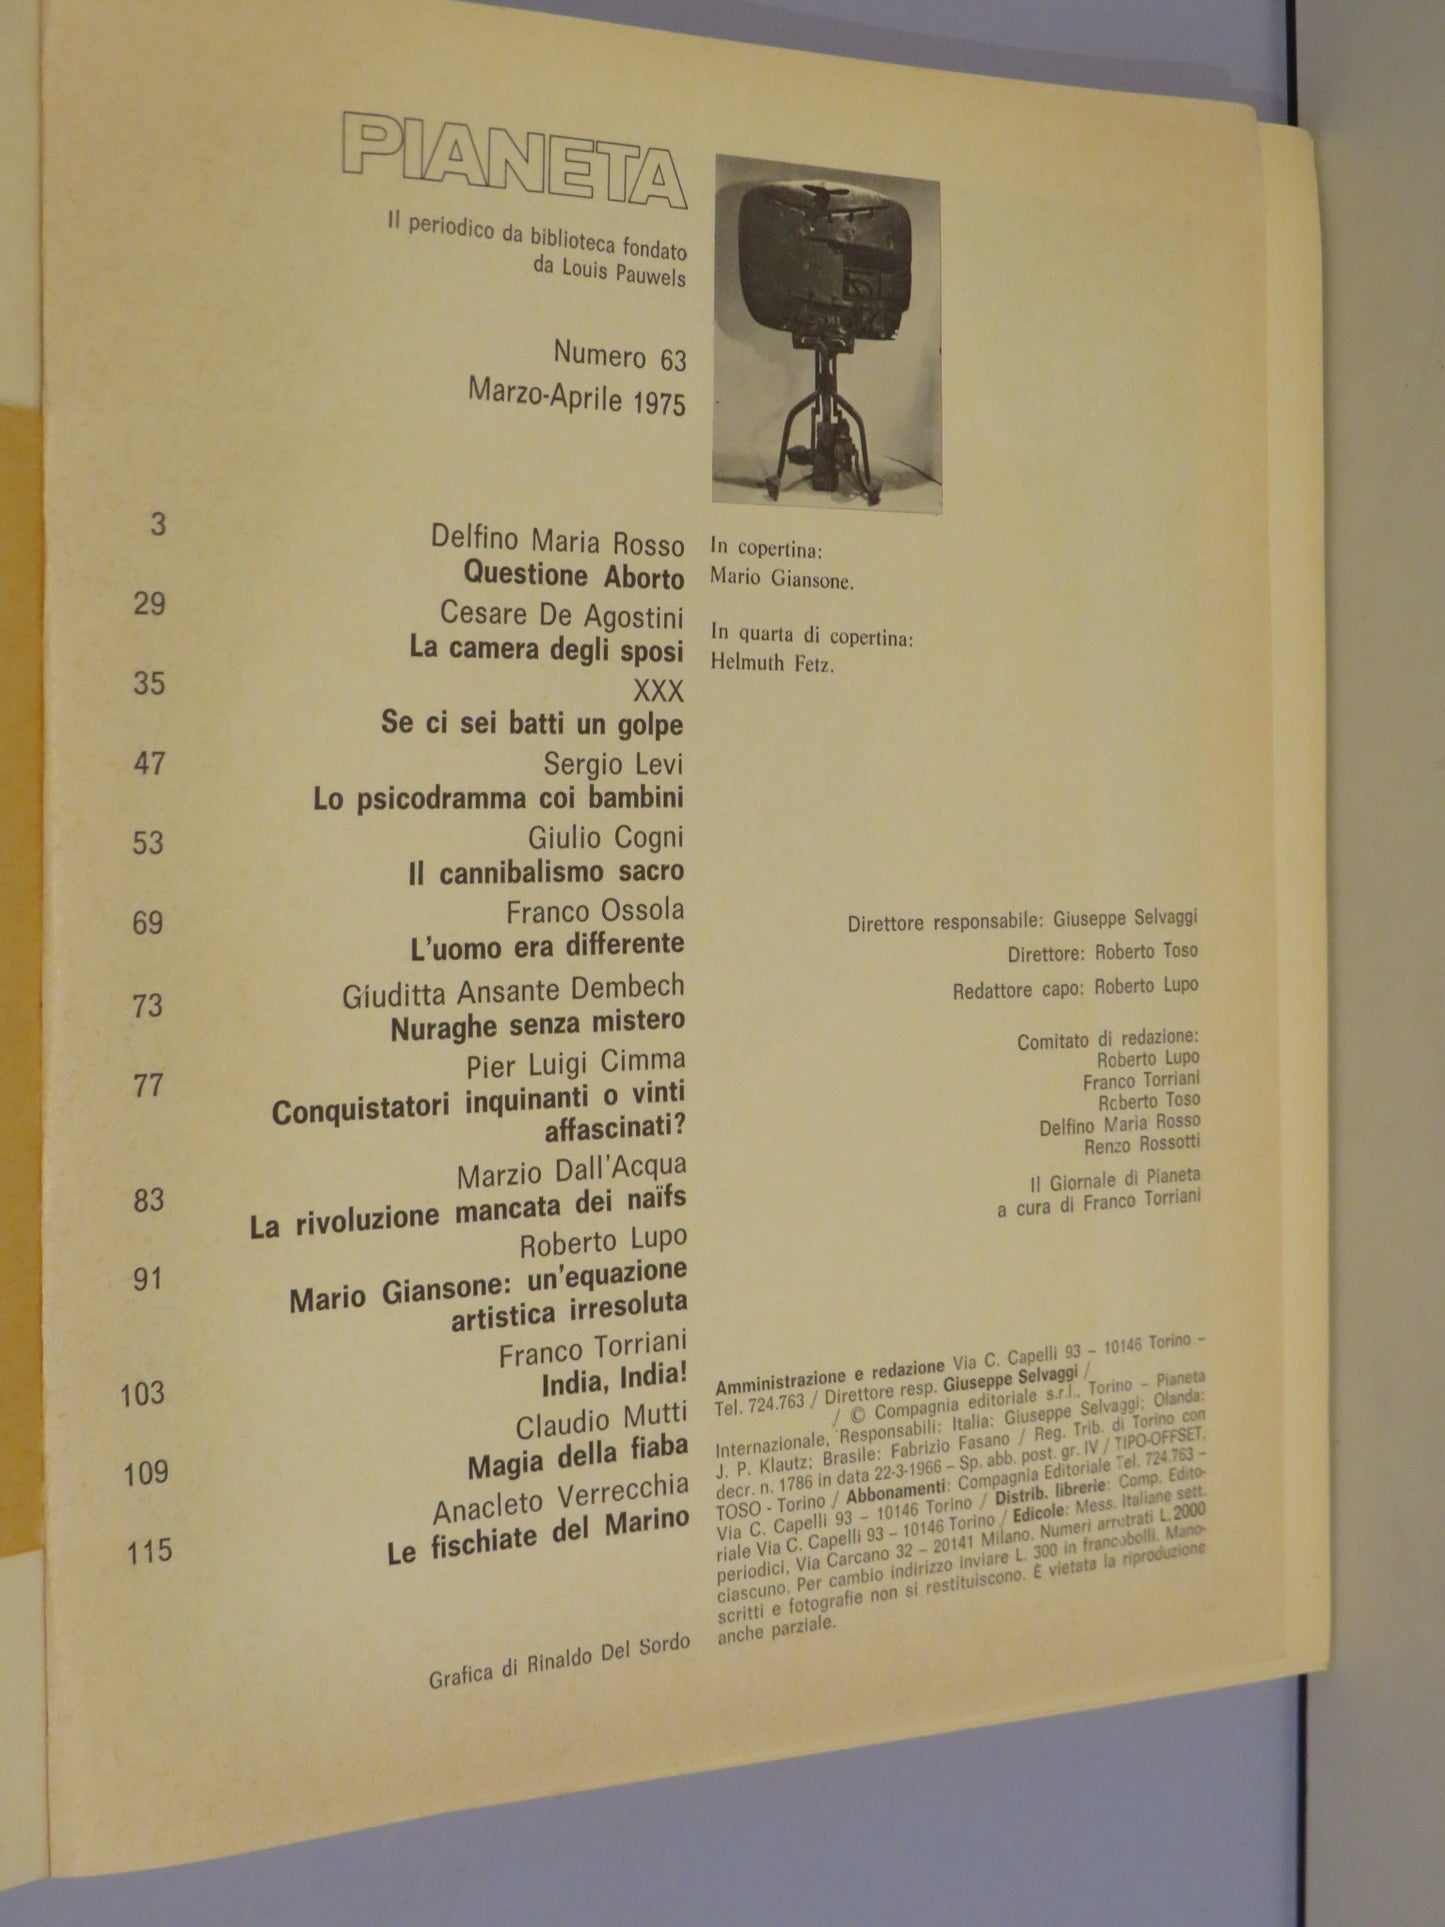 PIANETA
Il periodico da biblioteca fondato
da Louis Pauwels
Numero 63
Marzo-Aprile 1975
3
Delfino Maria Rosso
Questione Aborto
29
Cesare De Agostini
La camera degli sposi
35
XXX
Se ci sei batti un golpe
47
Sergio Levi
Lo psicodramma coi bambini
53
Giulio Cogni
Il cannibalismo sacro
69
Franco Ossola
L'uomo era differente
73
Giuditta Ansante Dembech
Nuraghe senza mistero
77
Pier Luigi Cimma
Conquistatori inquinanti o vinti
affascinati?
83
Marzio Dall'Acqua
La rivoluzione mancata dei naïfs
91
Roberto Lupo
Mario Giansone: un'equazione
artistica irresoluta
103
Franco Torriani
India, India!
109
Claudio Mutti
Magia della fiaba
115
Anacleto Verrecchia
Le fischiate del Marino
Grafica di Rinaldo Del Sordo
In copertina:
Mario Giansone.
In quarta di copertina:
Helmuth Fetz.
Direttore responsabile: Giuseppe Selvaggi
Direttore: Roberto Toso
Redattore capo: Roberto Lupo
Comitato di redazione:
Roberto Lupo
Franco Torriani
Roberto Toso
Delfino Maria Rosso
Renzo Rossotti
Il Giornale di Pianeta
a cura di Franco Torriani
Amministrazione e redazione Via C. Capelli 93 – 10146 Torino –
Tel. 724.763 / Direttore resp. Giuseppe Selvaggi /
/ © Compagnia editoriale s.r.l., Torino – Pianeta
Internazionale, Responsabili: Italia: Giuseppe Selvaggi; Olanda:
J. P. Klautz; Brasile: Fabrizio Fasano / Reg. Trib. di Torino con
decr. n. 1786 in data 22-3-1966 – Sp. abb. post. gr. IV / TIPO-OFFSET,
TOSO - Torino / Abbonamenti: Compagnia Editoriale Tel. 724.763 –
Via C. Capelli 93 – 10146 Torino / Distrib. librerie: Comp. Edito-
riale Via C. Capelli 93 – 10146 Torino / Edicole: Mess. Italiane sett.
periodici, Via Carcano 32 – 20141 Milano. Numeri arretrati L. 2000
ciascuno. Per cambio indirizzo inviare L. 300 in francobolli. Mano-
scritti e fotografie non si restituiscono. È vietata la riproduzione
anche parziale.